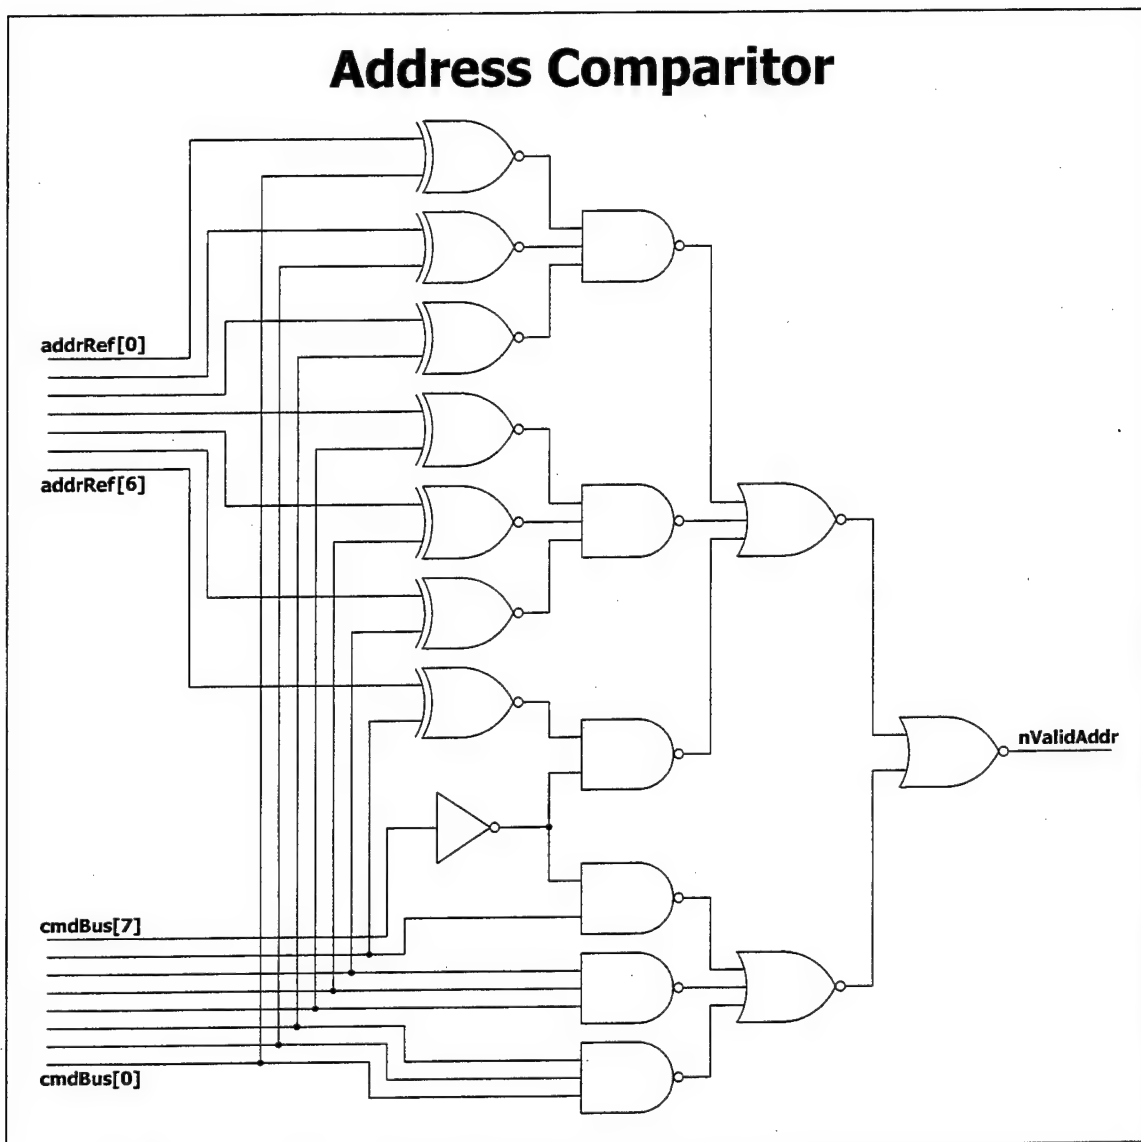 Address Comparitor
addrRef[0]
addrRef[6]
nValidAddr
cmdBus[7]
cmdBus[0]